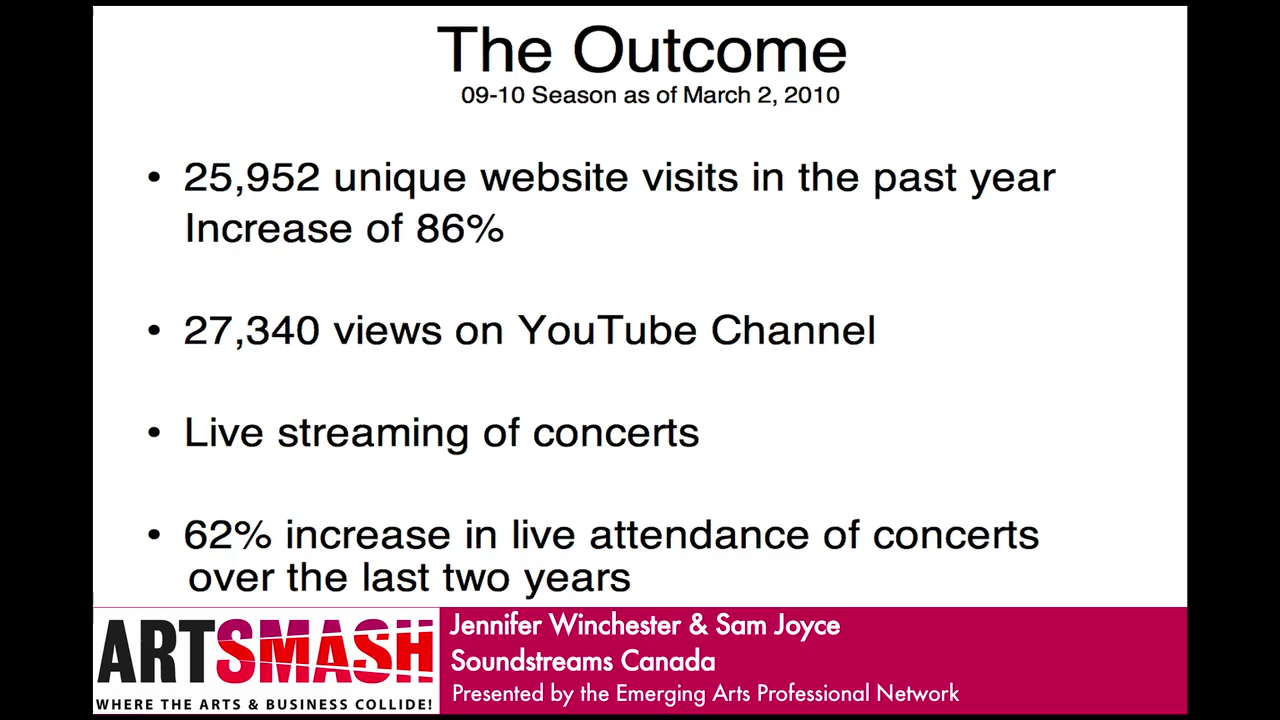 The Outcome
09-10 Season as of March 2, 2010
• 25,952 unique website visits in the past year
Increase of 86%
• 27,340 views on YouTube Channel
• Live streaming of concerts
• 62% increase in live attendance of concerts
over the last two years
ARTSMASH
WHERE THE ARTS & BUSINESS COLLIDE!
Jennifer Winchester & Sam Joyce
Soundstreams Canada
Presented by the Emerging Arts Professional Network